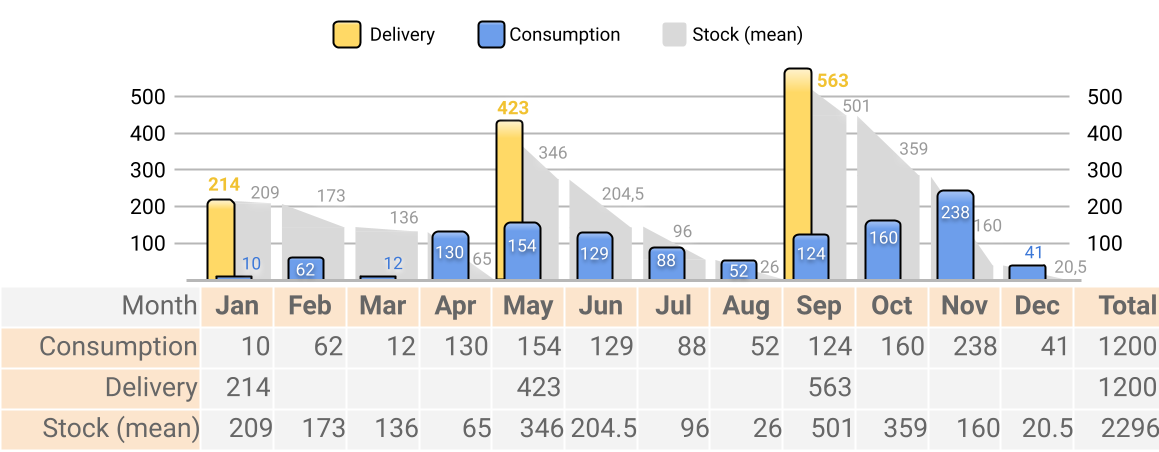 Delivery Consumption Stock (mean)
563
500 423 501 500
400 346 359 400
300 214 209 173 204,5 300
200 136 96 238 160 200
100 130 154 129 160 100
10 62 12 65 88 52 26 124 41 20,5
Month Jan Feb Mar Apr May Jun Jul Aug Sep Oct Nov Dec Total
Consumption 10 62 12 130 154 129 88 52 124 160 238 41 1200
Delivery 214 423 563 1200
Stock (mean) 209 173 136 65 346 204.5 96 26 501 359 160 20.5 2296